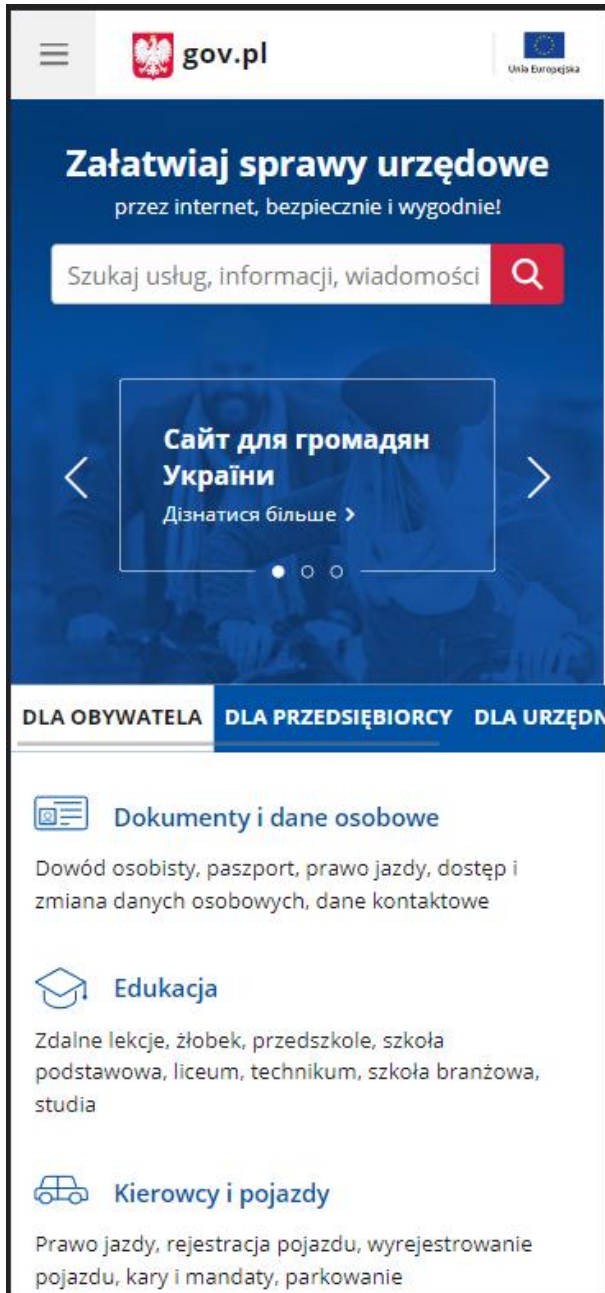 gov.pl
Unia Europejska
Załatwiaj sprawy urzędowe
przez internet, bezpiecznie i wygodnie!
Szukaj usług, informacji, wiadomości
Сайт для громадян
України
Дізнатися більше
DLA OBYWATELA DLA PRZEDSIĘBIORCY DLA URZĘDN
Dokumenty i dane osobowe
Dowód osobisty, paszport, prawo jazdy, dostęp i
zmiana danych osobowych, dane kontaktowe
Edukacja
Zdalne lekcje, żłobek, przedszkole, szkoła
podstawowa, liceum, technikum, szkoła branżowa,
studia
Kierowcy i pojazdy
Prawo jazdy, rejestracja pojazdu, wyrejestrowanie
pojazdu, kary i mandaty, parkowanie